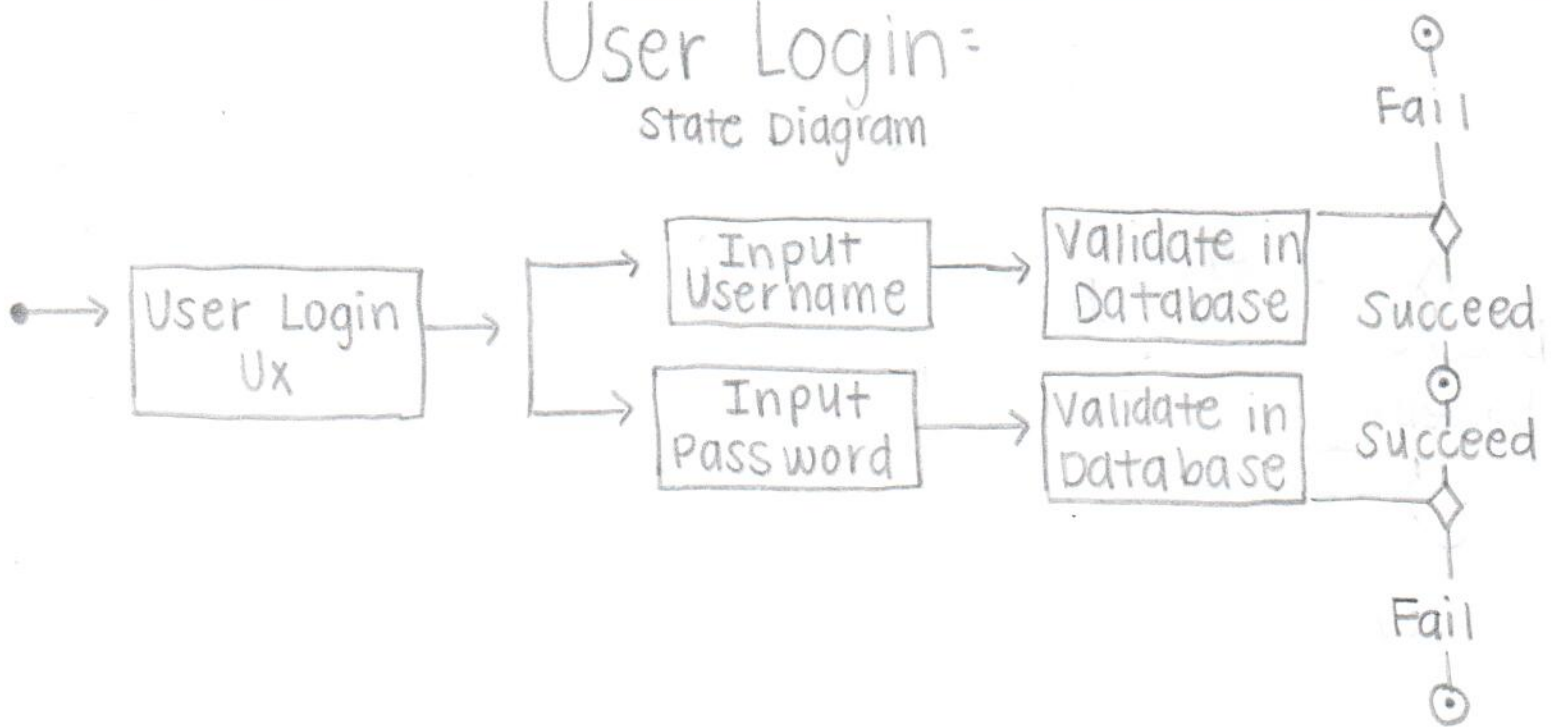 User Login:
State Diagram
Fail
User Login
Ux
Input
Username
Validate in
Database
Succeed
Input
Password
Validate in
Database
Succeed
Fail